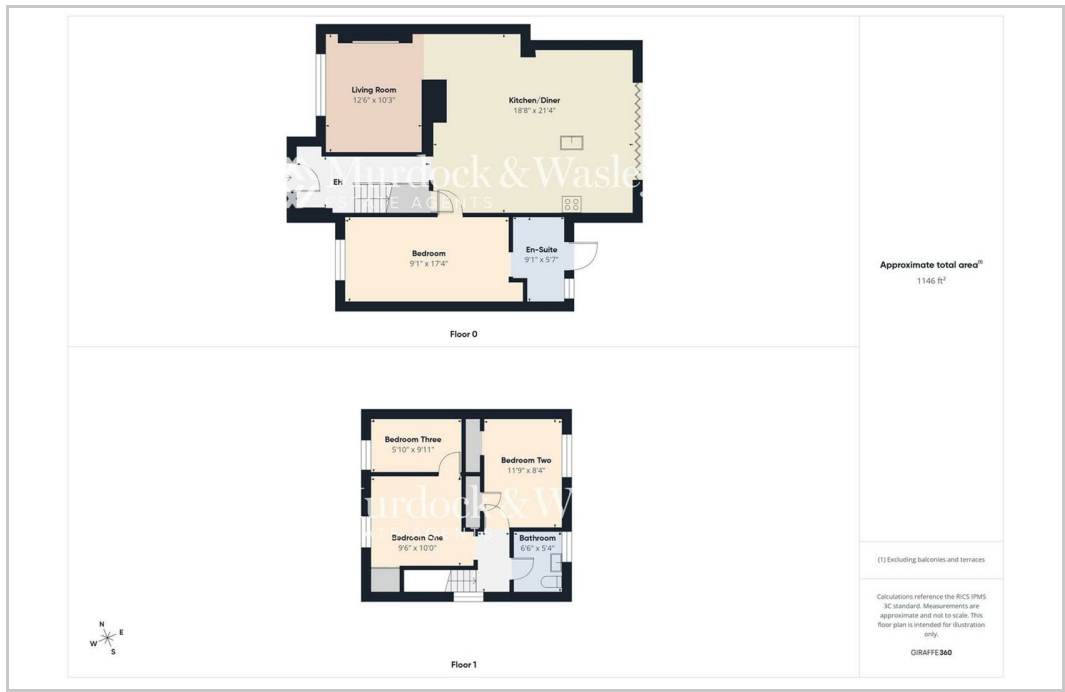 Living Room
12'6" x 10'3"
Kitchen/Diner
18'8" x 21'4"
EH
Murdock & Wasle
ESTATE AGENTS
Bedroom
9'1" x 17'4"
En-Suite
9'1" x 5'7"
Floor 0
Approximate total area⁽¹⁾
1146 ft²
Bedroom Three
5'10" x 9'11"
Bedroom Two
11'9" x 8'4"
urdock & W
Bedroom One
9'6" x 10'0"
Bathroom
6'6" x 5'4"
N
E
W
S
Floor 1
(1) Excluding balconies and terraces
Calculations reference the RICS IPMS
3C standard. Measurements are
approximate and not to scale. This
floor plan is intended for illustration
only.
GIRAFFE360